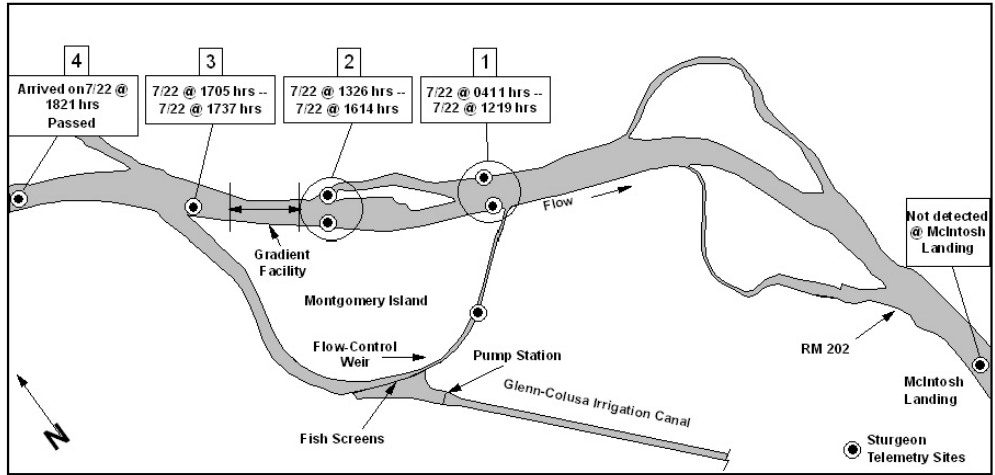 4
3
2
1
Arrived on7/22 @
1821 hrs
Passed
7/22 @ 1705 hrs --
7/22 @ 1737 hrs
7/22 @ 1326 hrs --
7/22 @ 1614 hrs
7/22 @ 0411 hrs --
7/22 @ 1219 hrs
Flow
Not detected
@ McIntosh
Landing
Gradient
Facility
Montgomery Island
Flow-Control
Weir
Pump Station
RM 202
Glenn-Colusa Irrigation Canal
McIntosh
Landing
Fish Screens
N
Sturgeon
Telemetry Sites